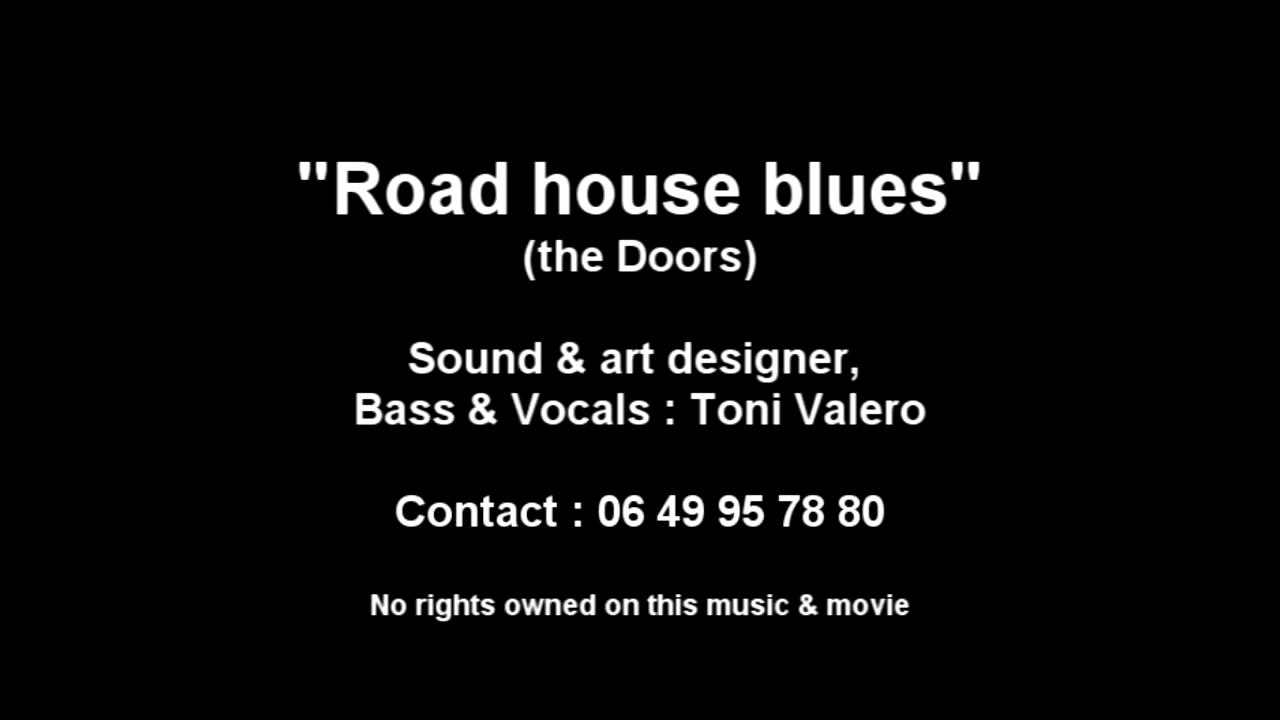 "Road house blues"
(the Doors)
Sound & art designer,
Bass & Vocals : Toni Valero
Contact : 06 49 95 78 80
No rights owned on this music & movie